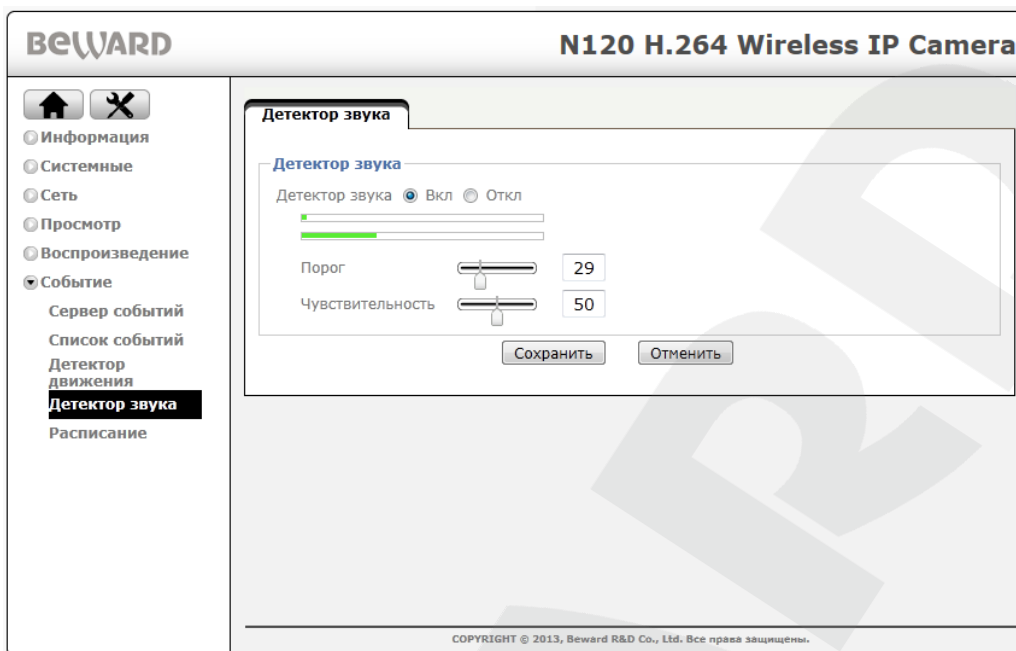 BEWARD
N120 H.264 Wireless IP Camera
Информация
Системные
Сеть
Просмотр
Воспроизведение
Событие
Сервер событий
Список событий
Детектор
движения
Детектор звука
Расписание
Детектор звука
Детектор звука
Детектор звука Вкл Откл
Порог 29
Чувствительность 50
Сохранить Отменить
COPYRIGHT © 2013, Beward R&D Co., Ltd. Все права защищены.